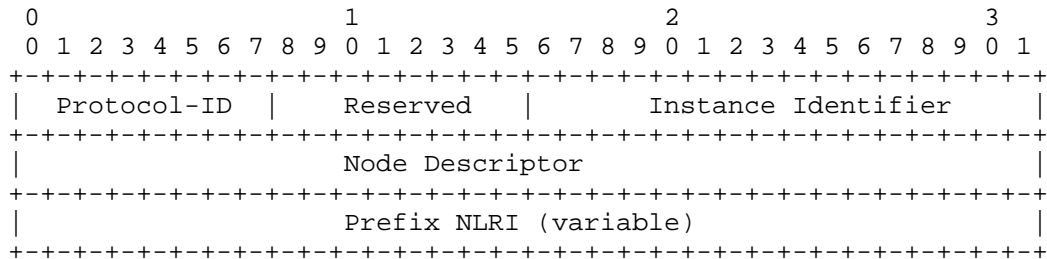 0                   1                   2                   3
 0 1 2 3 4 5 6 7 8 9 0 1 2 3 4 5 6 7 8 9 0 1 2 3 4 5 6 7 8 9 0 1
+-+-+-+-+-+-+-+-+-+-+-+-+-+-+-+-+-+-+-+-+-+-+-+-+-+-+-+-+-+-+-+-+
|  Protocol-ID  |    Reserved   |       Instance Identifier     |
+-+-+-+-+-+-+-+-+-+-+-+-+-+-+-+-+-+-+-+-+-+-+-+-+-+-+-+-+-+-+-+-+
|                    Node Descriptor                            |
+-+-+-+-+-+-+-+-+-+-+-+-+-+-+-+-+-+-+-+-+-+-+-+-+-+-+-+-+-+-+-+-+
|                    Prefix NLRI (variable)                     |
+-+-+-+-+-+-+-+-+-+-+-+-+-+-+-+-+-+-+-+-+-+-+-+-+-+-+-+-+-+-+-+-+